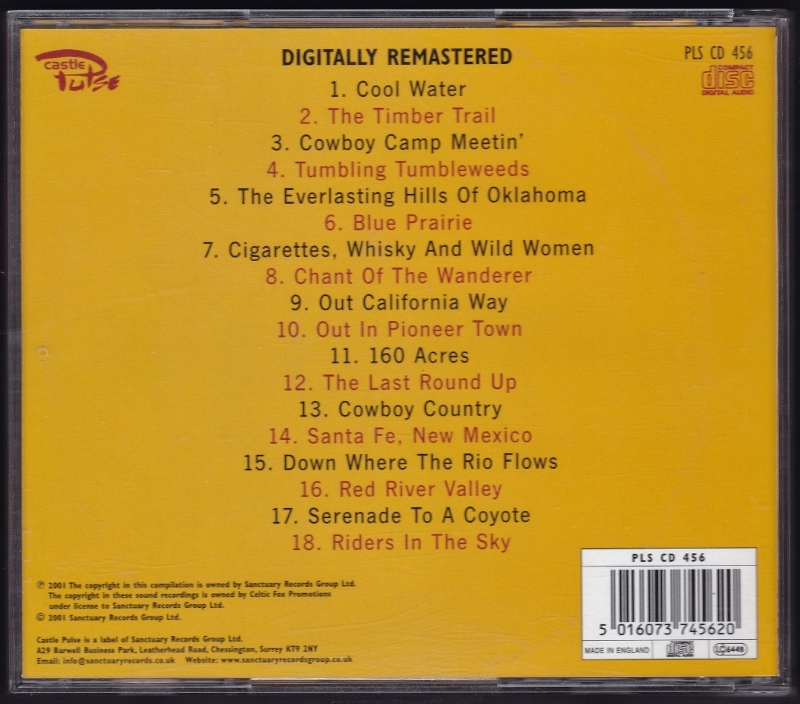 castle
Pulse
DIGITALLY REMASTERED
PLS CD 456
COMPACT
disc
DIGITAL AUDIO
1. Cool Water
2. The Timber Trail
3. Cowboy Camp Meetin'
4. Tumbling Tumbleweeds
5. The Everlasting Hills Of Oklahoma
6. Blue Prairie
7. Cigarettes, Whisky And Wild Women
8. Chant Of The Wanderer
9. Out California Way
10. Out In Pioneer Town
11. 160 Acres
12. The Last Round Up
13. Cowboy Country
14. Santa Fe, New Mexico
15. Down Where The Rio Flows
16. Red River Valley
17. Serenade To A Coyote
18. Riders In The Sky
℗ 2001 The copyright in this compilation is owned by Sanctuary Records Group Ltd.
The copyright in these sound recordings is owned by Celtic Fox Promotions
under license to Sanctuary Records Group Ltd.
© 2001 Sanctuary Records Group Ltd.
Castle Pulse is a label of Sanctuary Records Group Ltd.
A29 Barwell Business Park, Leatherhead Road, Chessington, Surrey KT9 2NY
Email: info@sanctuaryrecords.co.uk Website: www.sanctuaryrecordsgroup.co.uk
PLS CD 456
5 016073 745620
MADE IN ENGLAND
disc
LC6448